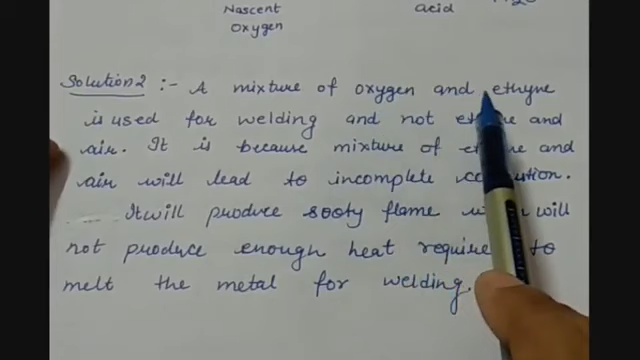 Nascent acid
Oxygen
Solution 2 :- A mixture of oxygen and ethyne
is used for welding and not and
air. It is because mixture of and
air will lead to incomplete
It will produce sooty flame will
not produce enough heat to
melt the metal for welding.